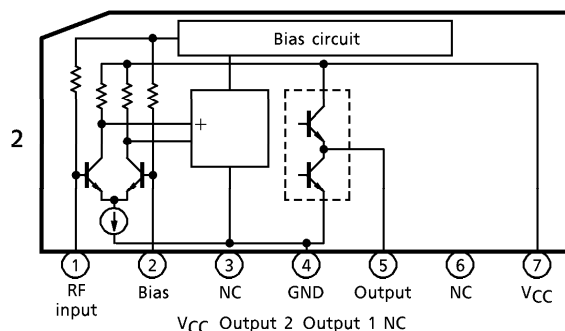 Bias circuit
+
2
1 2 3 4 5 6 7
RF input Bias NC GND Output NC VCC
VCC Output 2 Output 1 NC